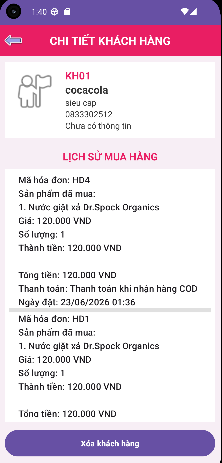 1:40
CHI TIẾT KHÁCH HÀNG
KH01
cocacola
sieu cap
0833302512
Chưa có thông tin
LỊCH SỬ MUA HÀNG
Mã hóa đơn: HD4
Sản phẩm đã mua:
1. Nước giặt xả Dr.Spock Organics
Giá: 120.000 VND
Số lượng: 1
Thành tiền: 120.000 VND
Tổng tiền: 120.000 VND
Thanh toán: Thanh toán khi nhận hàng COD
Ngày đặt: 23/06/2026 01:36
Mã hóa đơn: HD1
Sản phẩm đã mua:
1. Nước giặt xả Dr.Spock Organics
Giá: 120.000 VND
Số lượng: 1
Thành tiền: 120.000 VND
Tổng tiền: 120.000 VND
Xóa khách hàng